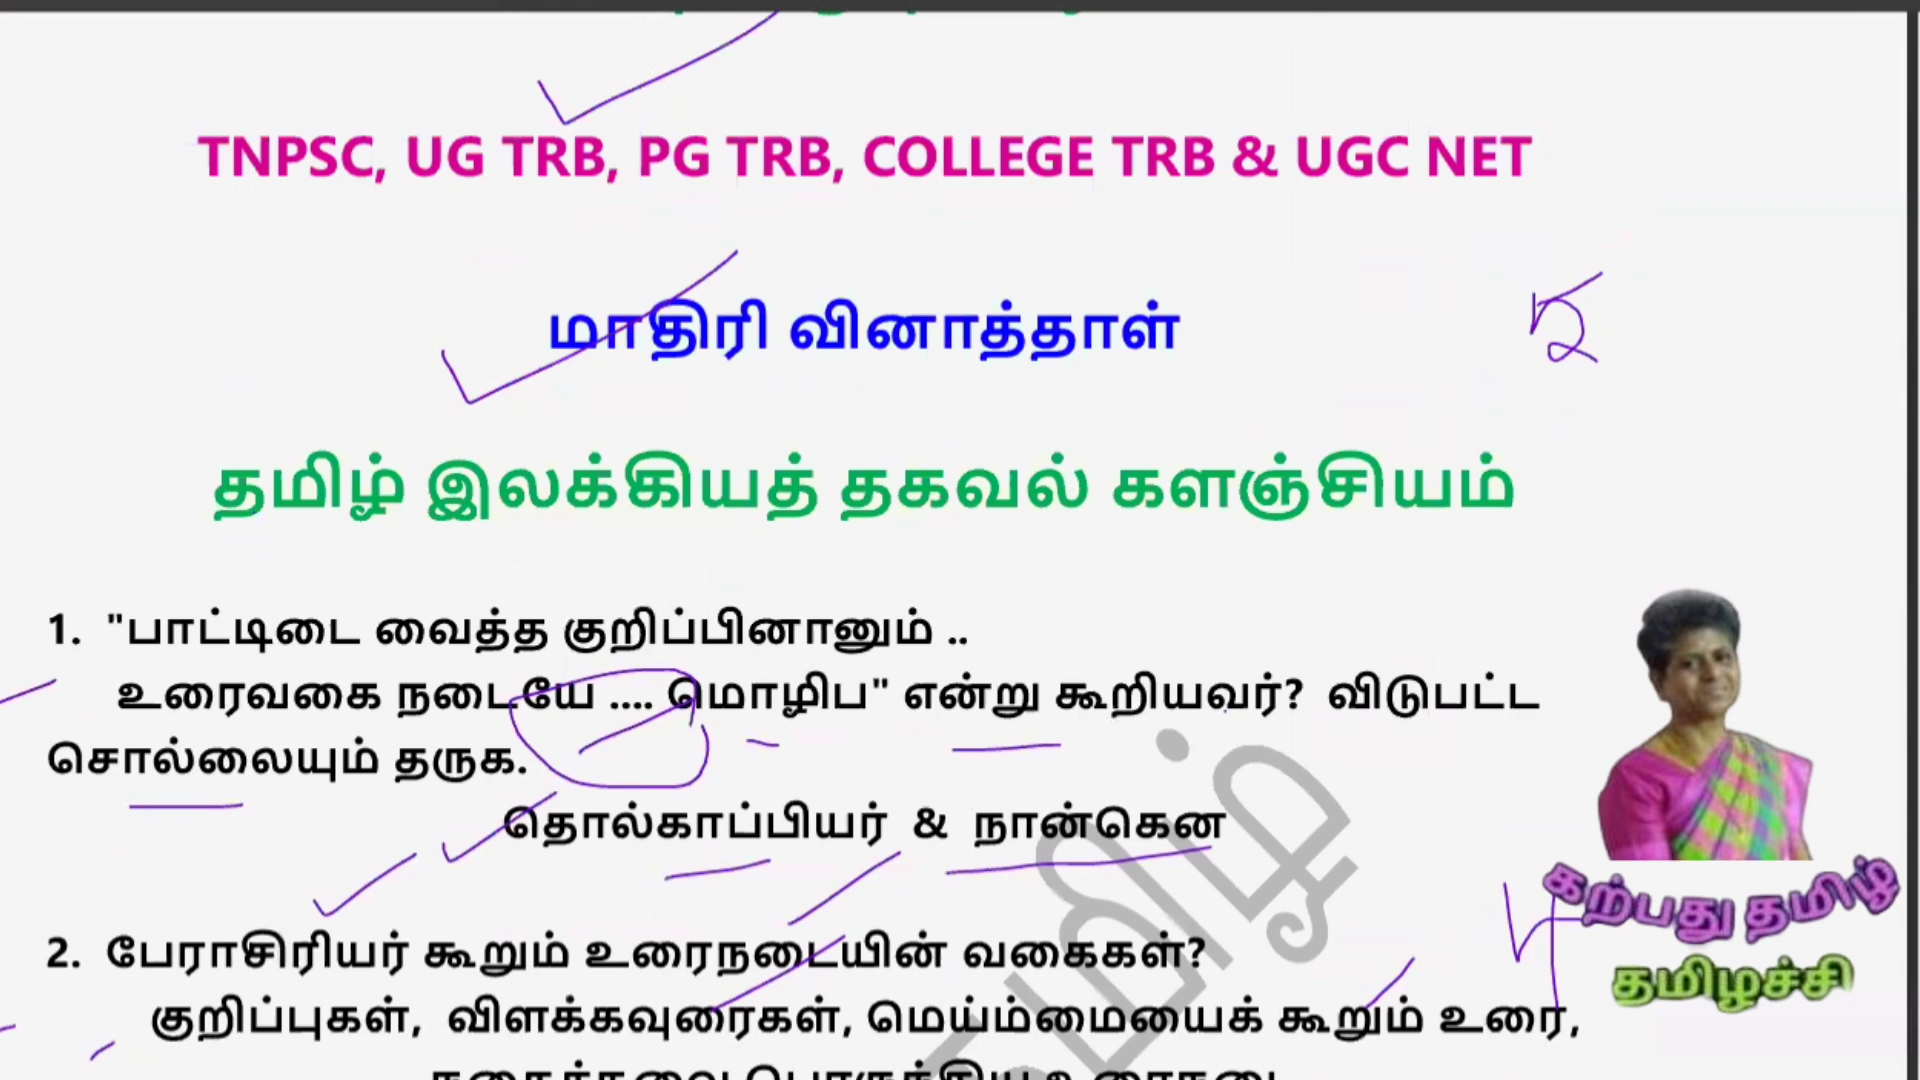 TNPSC, UG TRB, PG TRB, COLLEGE TRB & UGC NET
மாதிரி வினாத்தாள்
5
தமிழ் இலக்கியத் தகவல் களஞ்சியம்
1. "பாட்டிடை வைத்த குறிப்பினானும் ..
உரைவகை நடையே .... மொழிப" என்று கூறியவர்? விடுபட்ட
சொல்லையும் தருக.
தொல்காப்பியர் & நான்கென
2. பேராசிரியர் கூறும் உரைநடையின் வகைகள்?
குறிப்புகள், விளக்கவுரைகள், மெய்ம்மையைக் கூறும் உரை,
4
கற்பது தமிழ்
தமிழச்சி